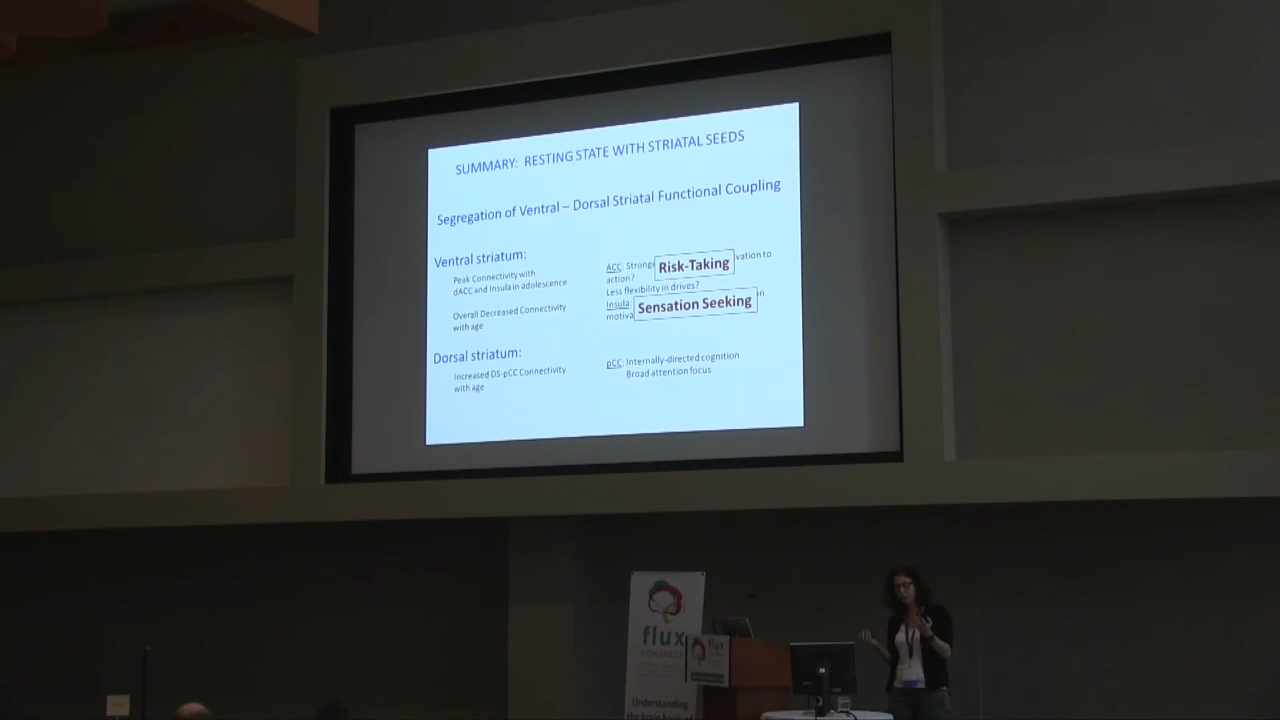 SUMMARY: RESTING STATE WITH STRIATAL SEEDS
Segregation of Ventral – Dorsal Striatal Functional Coupling
Ventral striatum:
Peak Connectivity with
dACC and Insula in adolescence
Overall Decreased Connectivity
with age
Dorsal striatum:
Increased DS-pCC Connectivity
with age
ACC: Strong
vation to
action?
Risk-Taking
Less flexibility in drives?
Insula
in
motiva
Sensation Seeking
pCC: Internally-directed cognition
Broad attention focus
flux
CONGRESS
Understanding
the brain basis of
flux